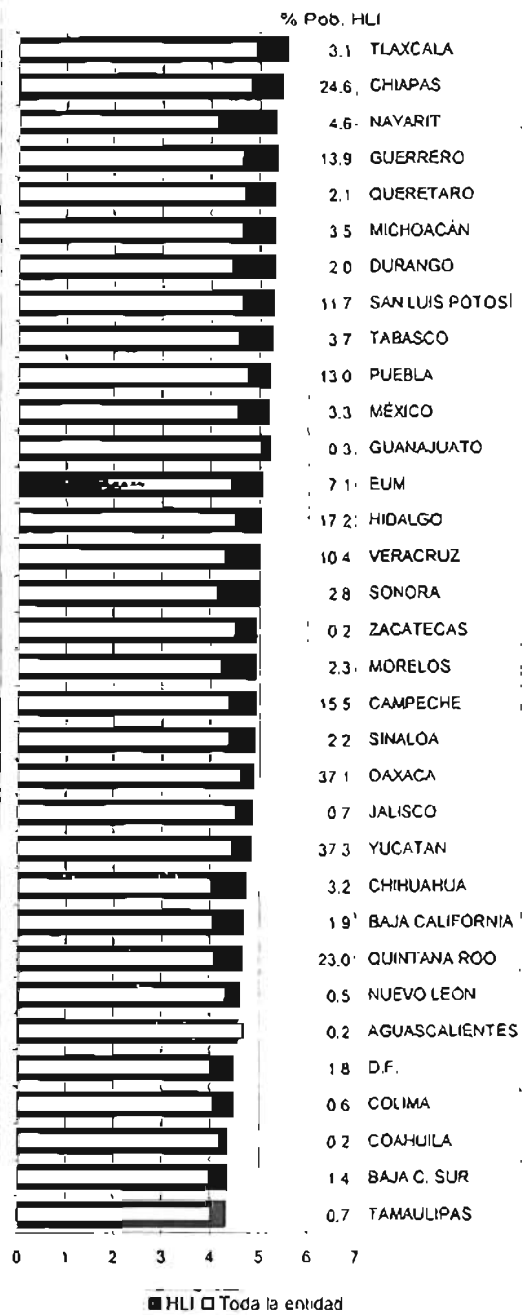 % Pob. HLI
3.1 TLAXCALA
24.6 CHIAPAS
4.6 NAYARIT
13.9 GUERRERO
2.1 QUERETARO
3.5 MICHOACÁN
2.0 DURANGO
11.7 SAN LUIS POTOSÍ
3.7 TABASCO
13.0 PUEBLA
3.3 MÉXICO
0.3 GUANAJUATO
7.1 EUM
17.2 HIDALGO
10.4 VERACRUZ
2.8 SONORA
0.2 ZACATECAS
2.3 MORELOS
15.5 CAMPECHE
2.2 SINALOA
37.1 OAXACA
0.7 JALISCO
37.3 YUCATAN
3.2 CHIHUAHUA
1.9 BAJA CALIFORNIA
23.0 QUINTANA ROO
0.5 NUEVO LEÓN
0.2 AGUASCALIENTES
1.8 D.F.
0.6 COLIMA
0.2 COAHUILA
1.4 BAJA C. SUR
0.7 TAMAULIPAS
0 1 2 3 4 5 6 7
HLI Toda la entidad